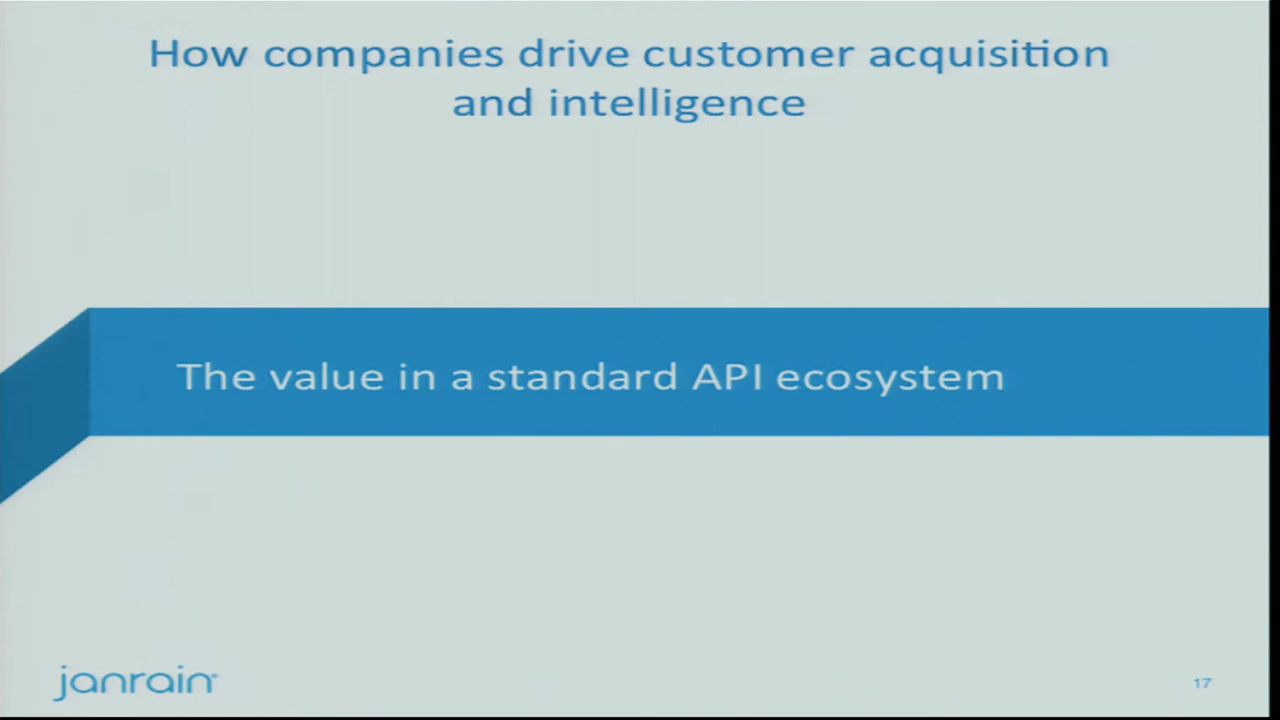 How companies drive customer acquisition
and intelligence
The value in a standard API ecosystem
janrain
17